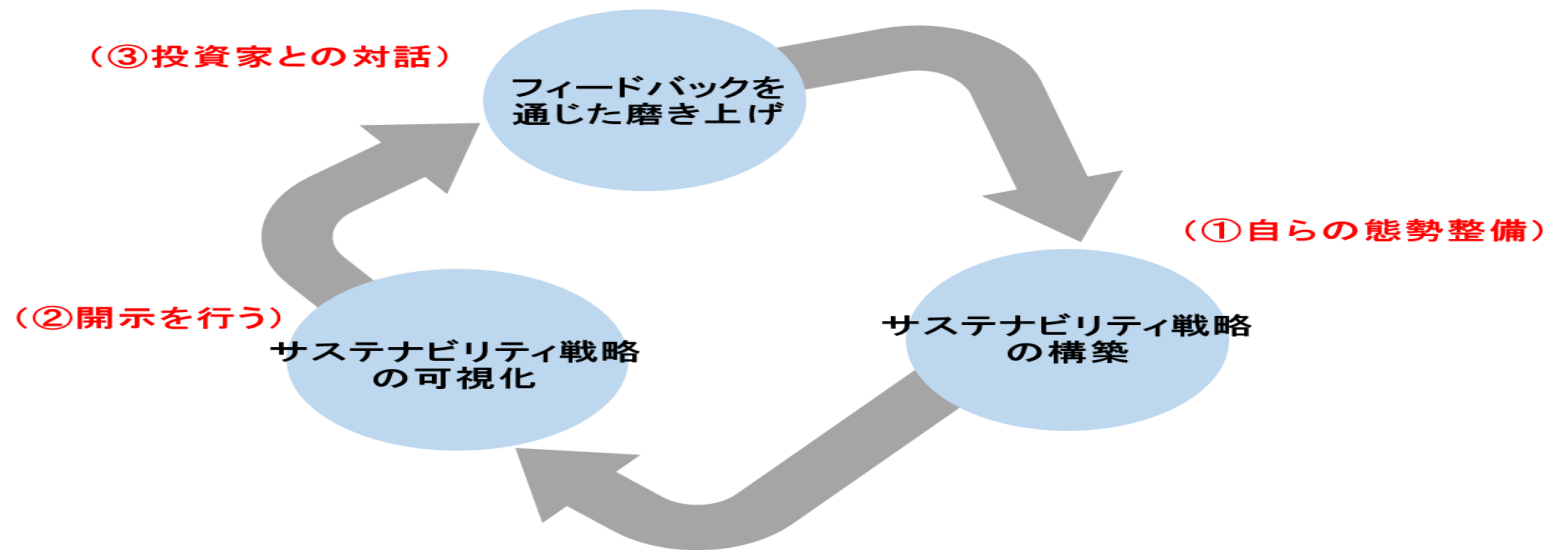 （③投資家との対話）
フィードバックを
通じた磨き上げ
（①自らの態勢整備）
サステナビリティ戦略
の構築
（②開示を行う）
サステナビリティ戦略
の可視化